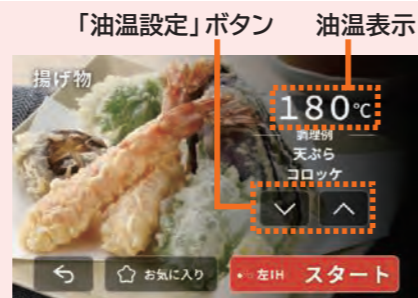 「油温設定」ボタン 油温表示
揚げ物
180℃
調理例
天ぷら
コロッケ
お気に入り
左IH スタート